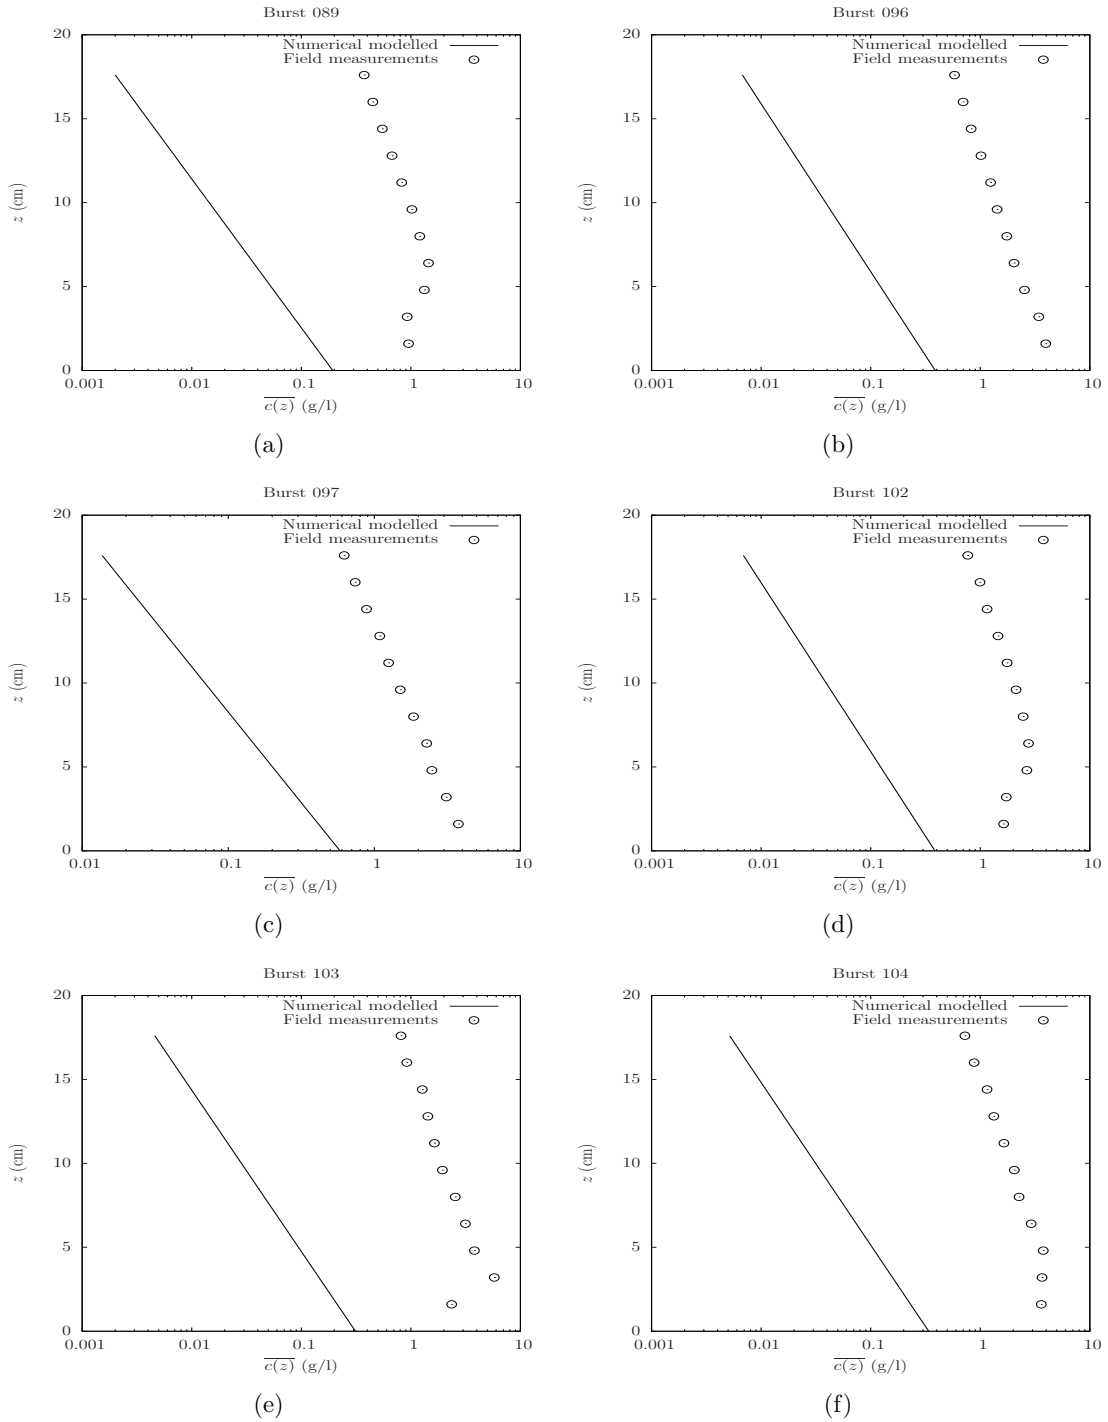 Burst 089
Numerical modelled
Field measurements
20
15
10
5
0
z (cm)
0.001 0.01 0.1 1 10
c(z) (g/l)
(a)
Burst 096
Numerical modelled
Field measurements
20
15
10
5
0
z (cm)
0.001 0.01 0.1 1 10
c(z) (g/l)
(b)
Burst 097
Numerical modelled
Field measurements
20
15
10
5
0
z (cm)
0.01 0.1 1 10
c(z) (g/l)
(c)
Burst 102
Numerical modelled
Field measurements
20
15
10
5
0
z (cm)
0.001 0.01 0.1 1 10
c(z) (g/l)
(d)
Burst 103
Numerical modelled
Field measurements
20
15
10
5
0
z (cm)
0.001 0.01 0.1 1 10
c(z) (g/l)
(e)
Burst 104
Numerical modelled
Field measurements
20
15
10
5
0
z (cm)
0.001 0.01 0.1 1 10
c(z) (g/l)
(f)